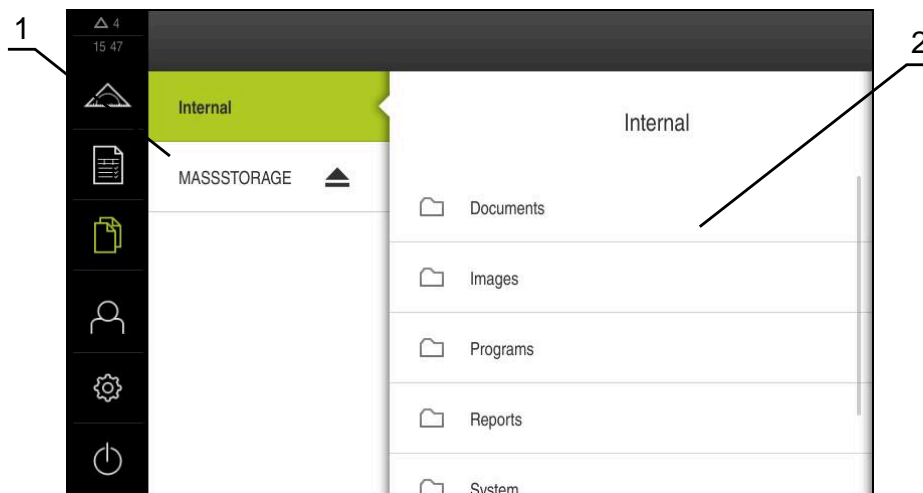 1
2
4
15 47
Internal
MASSSTORAGE
Internal
Documents
Images
Programs
Reports
System